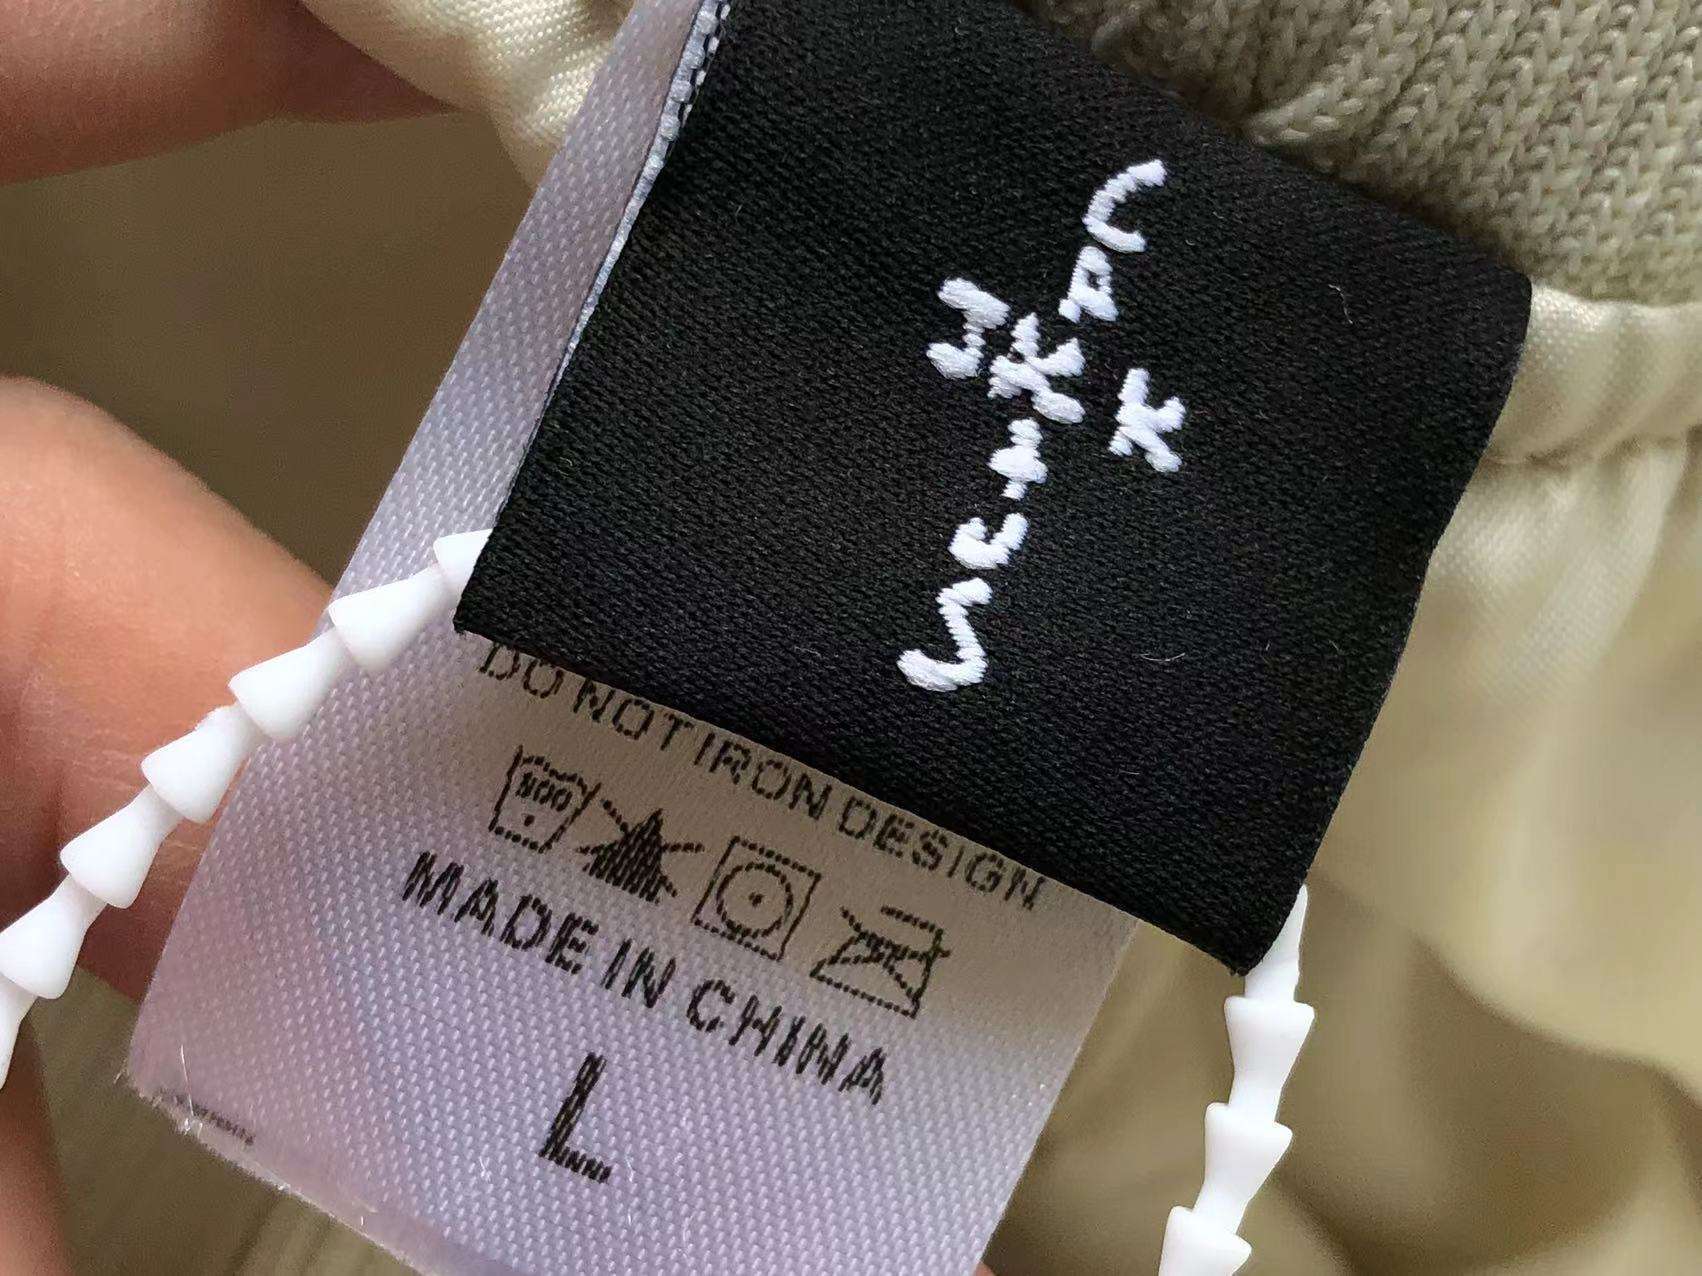 CACTUS
JACK
DO NOT IRON DESIGN
MADE IN CHINA
L